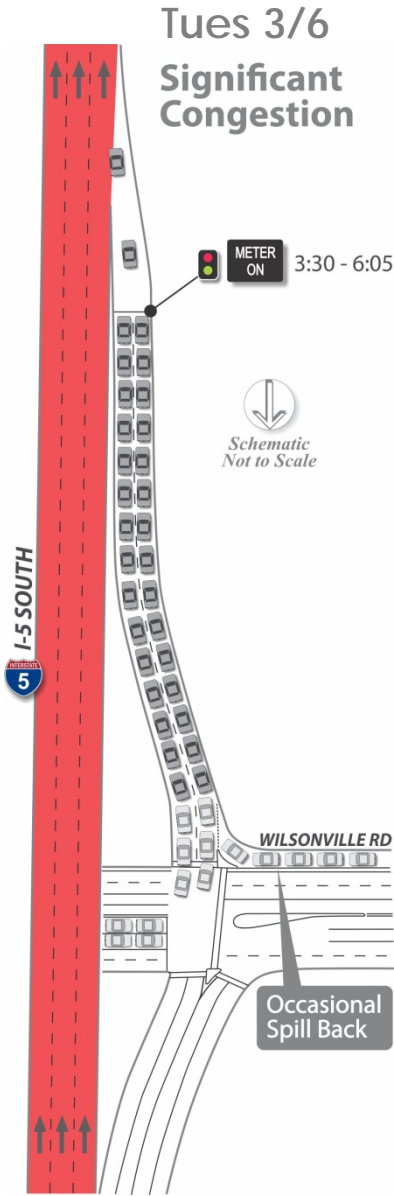 Tues 3/6
Significant
Congestion
METER
ON
3:30 - 6:05
Schematic
Not to Scale
I-5 SOUTH
INTERSTATE
5
WILSONVILLE RD
Occasional
Spill Back